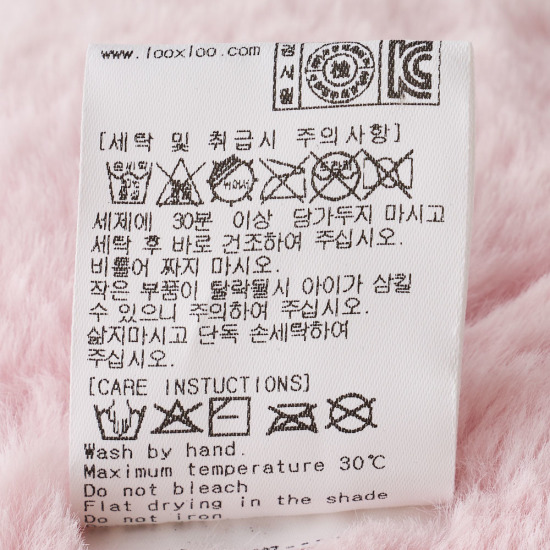 www.looxloo.com
[세탁 및 취급시 주의사항]
세제에 30분 이상 담가두지 마시고
세탁 후 바로 건조하여 주십시오.
비틀어 짜지 마시오.
작은 부품이 탈락될시 아이가 삼킬
수 있으니 주의하여 주십시오.
삶지마시고 단독 손세탁하여
주십시오.
[CARE INSTUCTIONS]
Wash by hand.
Maximum temperature 30℃
Do not bleach
Flat drying in the shade
Do not iron